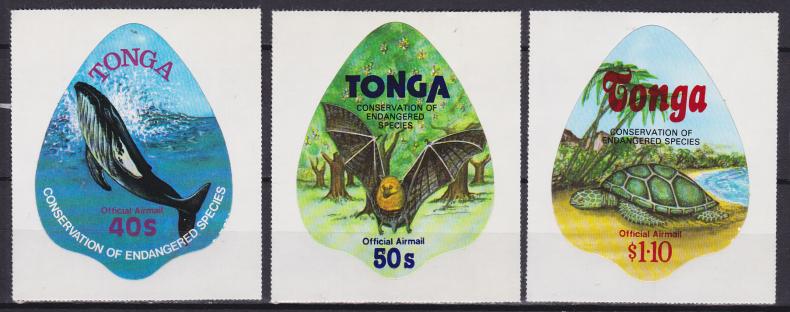 TONGA
Official Airmail
40s
CONSERVATION OF ENDANGERED SPECIES
TONGA
CONSERVATION OF
ENDANGERED
SPECIES
Official Airmail
50s
Tonga
CONSERVATION OF
ENDANGERED SPECIES
Official Airmail
$1·10